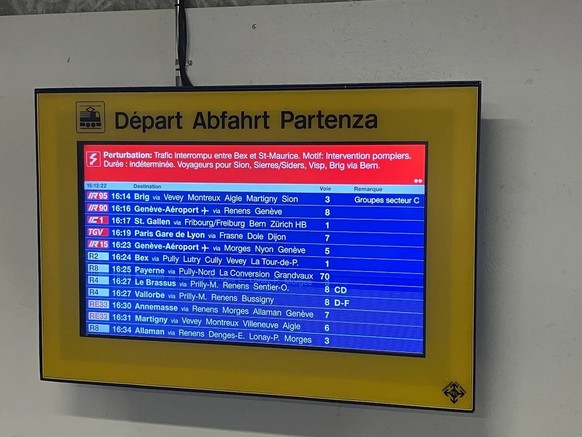 Départ Abfahrt Partenza
Perturbation: Trafic interrompu entre Bex et St-Maurice. Motif: Intervention pompiers.
Durée : indéterminée. Voyageurs pour Sion, Sierres/Siders, Visp, Brig via Bern.
16:12:22 Destination Voie Remarque
IR 95 16:14 Brig via Vevey Montreux Aigle Martigny Sion 3 Groupes secteur C
IR 90 16:16 Genève-Aéroport via Renens Genève 8
IC 1 16:17 St. Gallen via Fribourg/Freiburg Bern Zürich HB 1
TGV 16:19 Paris Gare de Lyon via Frasne Dole Dijon 7
IR 15 16:23 Genève-Aéroport via Morges Nyon Genève 5
R2 16:24 Bex via Pully Lutry Cully Vevey La Tour-de-P. 1
R8 16:25 Payerne via Pully-Nord La Conversion Grandvaux 70
R4 16:27 Le Brassus via Prilly-M. Renens Sentier-O. 8 CD
R4 16:27 Vallorbe via Prilly-M. Renens Bussigny 8 D-F
RE33 16:30 Annemasse via Renens Morges Allaman Genève 7
RE33 16:31 Martigny via Vevey Montreux Villeneuve Aigle 6
R8 16:34 Allaman via Renens Denges-E. Lonay-P. Morges 3